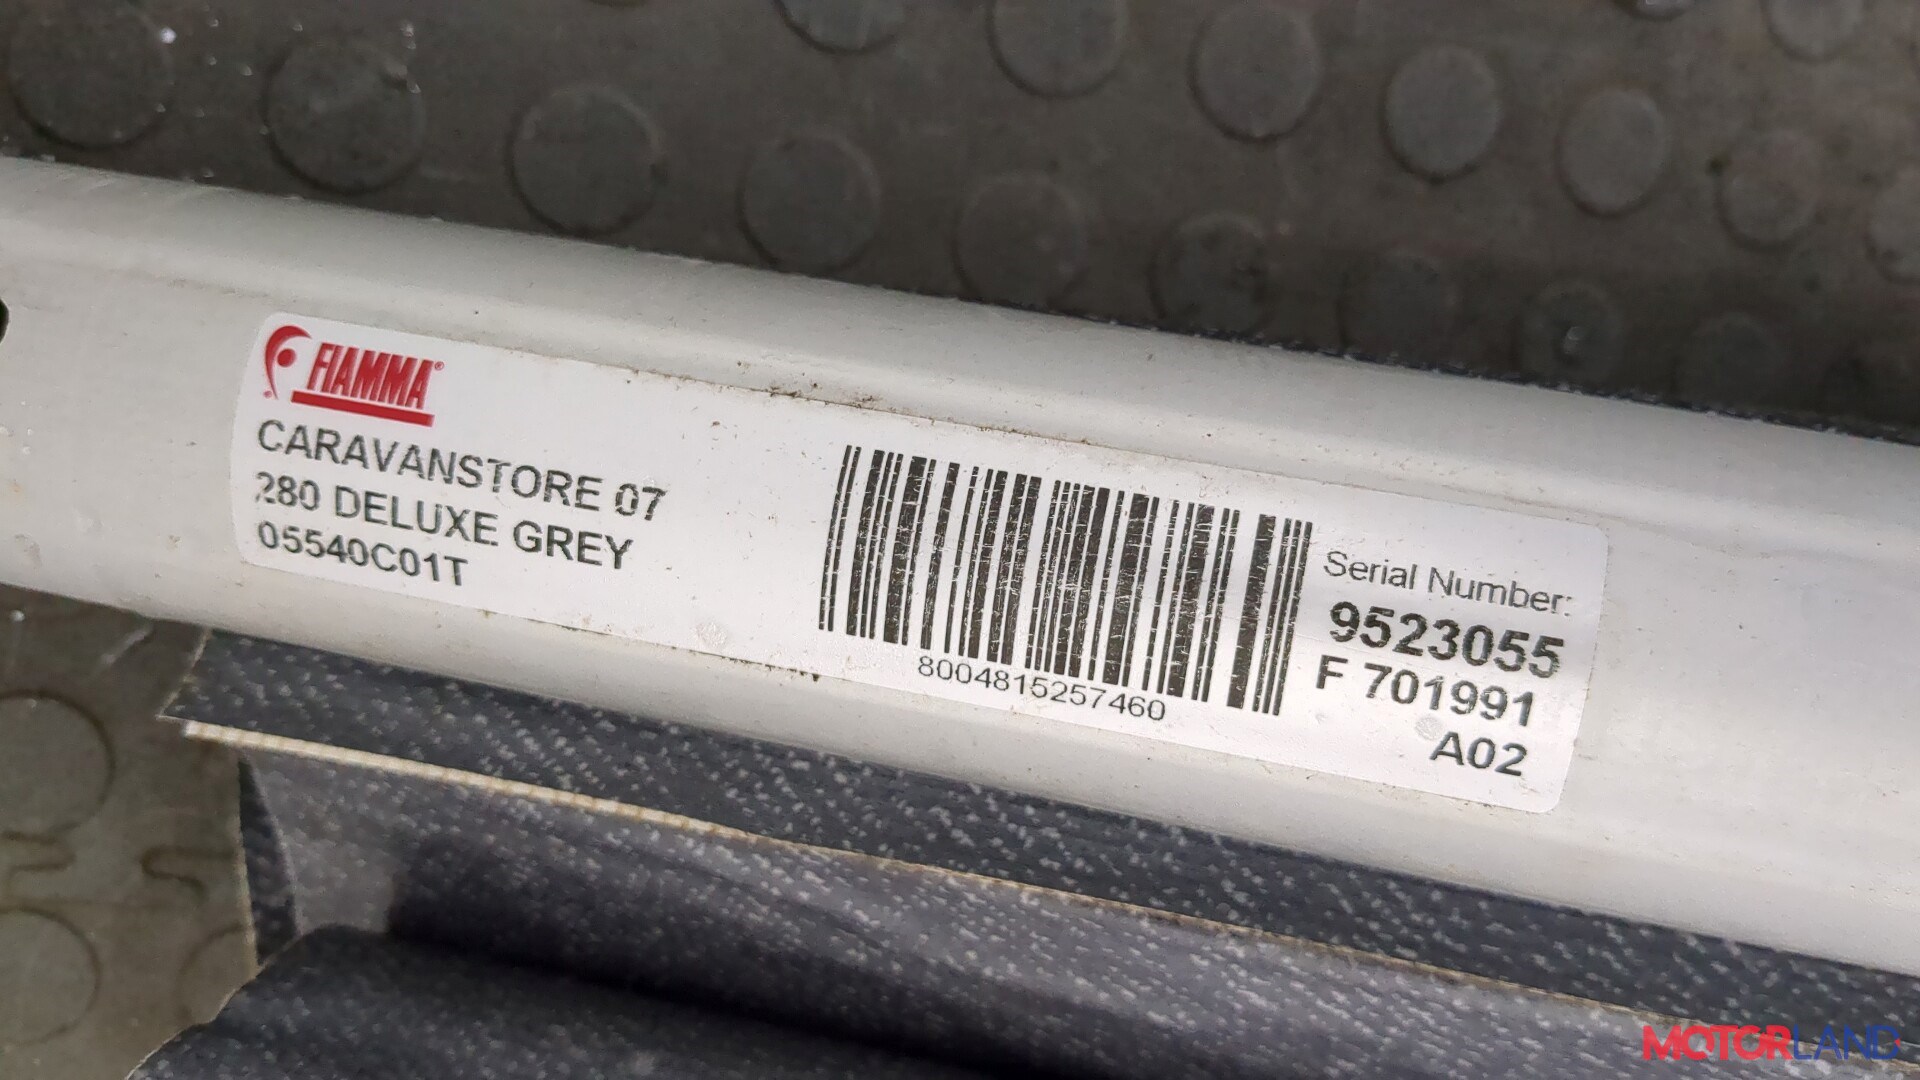 FIAMMA®
CARAVANSTORE 07
280 DELUXE GREY
05540C01T
8004815257460
Serial Number:
9523055
F 701991
A02
MOTORLAND